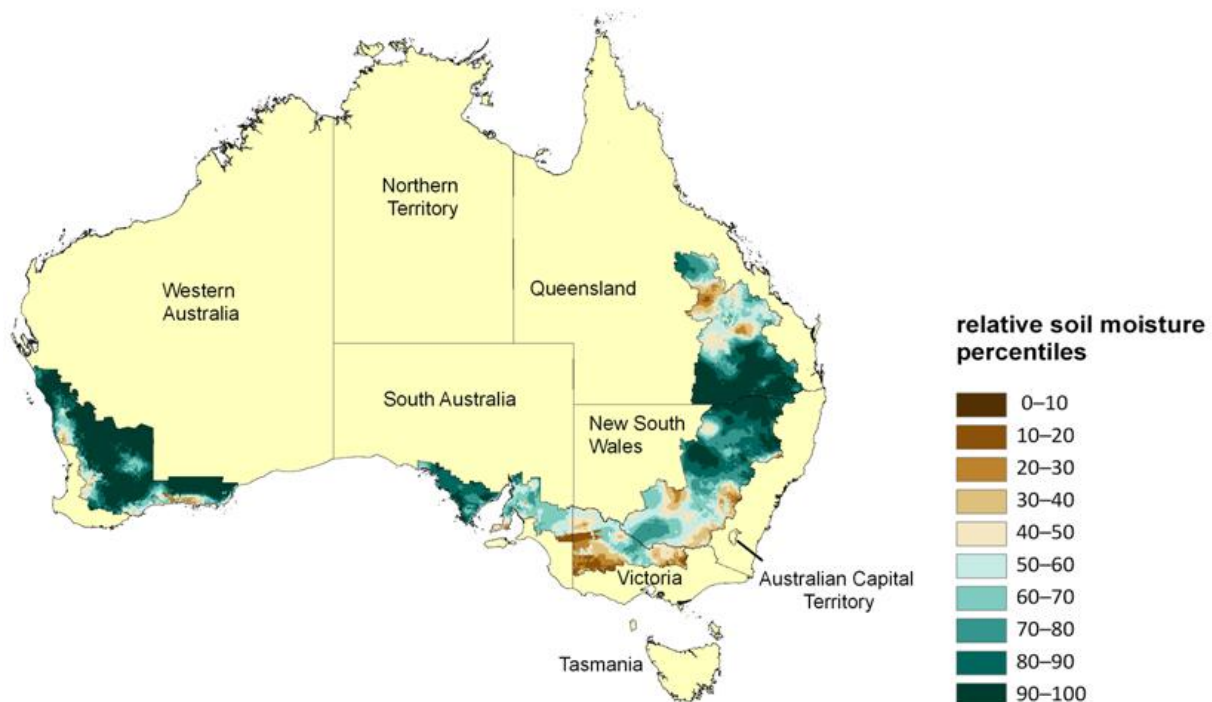 Northern
Territory
Western
Australia
Queensland
South Australia
New South
Wales
Victoria
Australian Capital
Territory
Tasmania
relative soil moisture
percentiles
0–10
10–20
20–30
30–40
40–50
50–60
60–70
70–80
80–90
90–100